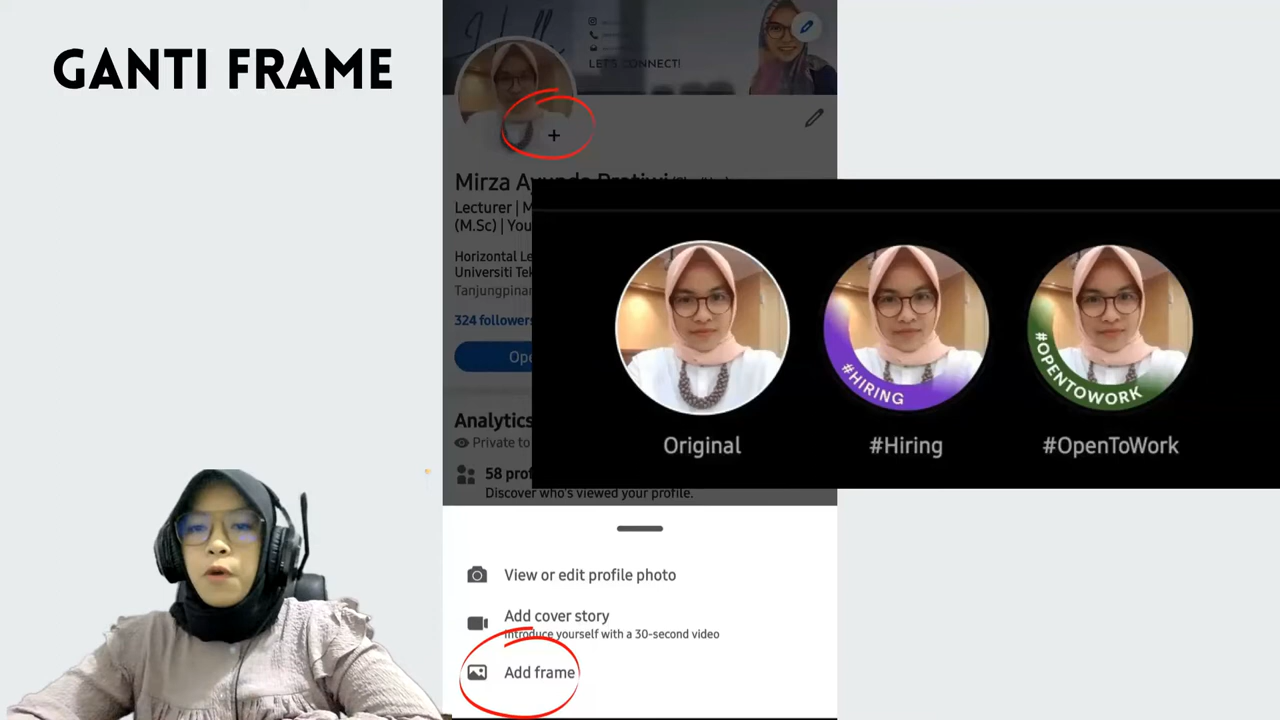 GANTI FRAME
LET'S CONNECT!
+
Mirza
Lecturer |
(M.Sc) | You
Horizontal Le
Universiti Tek
Tanjungpinar
324 followers
Ope
Analytics
Private to
58 prof
Discover who's viewed your profile.
#HIRING
#OPENTOWORK
Original
#Hiring
#OpenToWork
View or edit profile photo
Add cover story
Introduce yourself with a 30-second video
Add frame